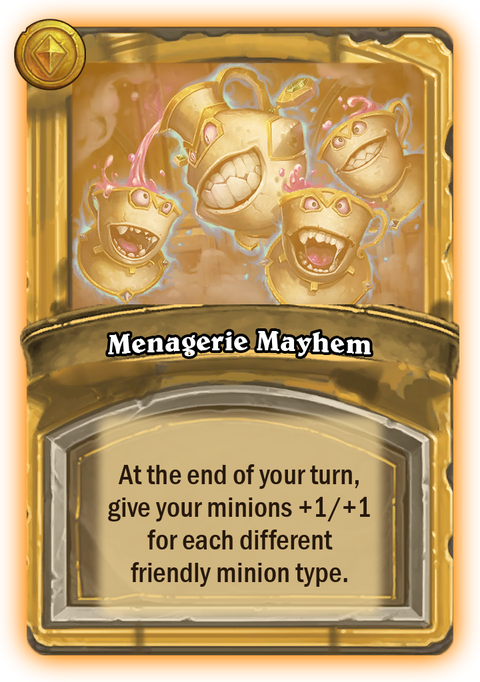 Menagerie Mayhem
At the end of your turn,
give your minions +1/+1
for each different
friendly minion type.